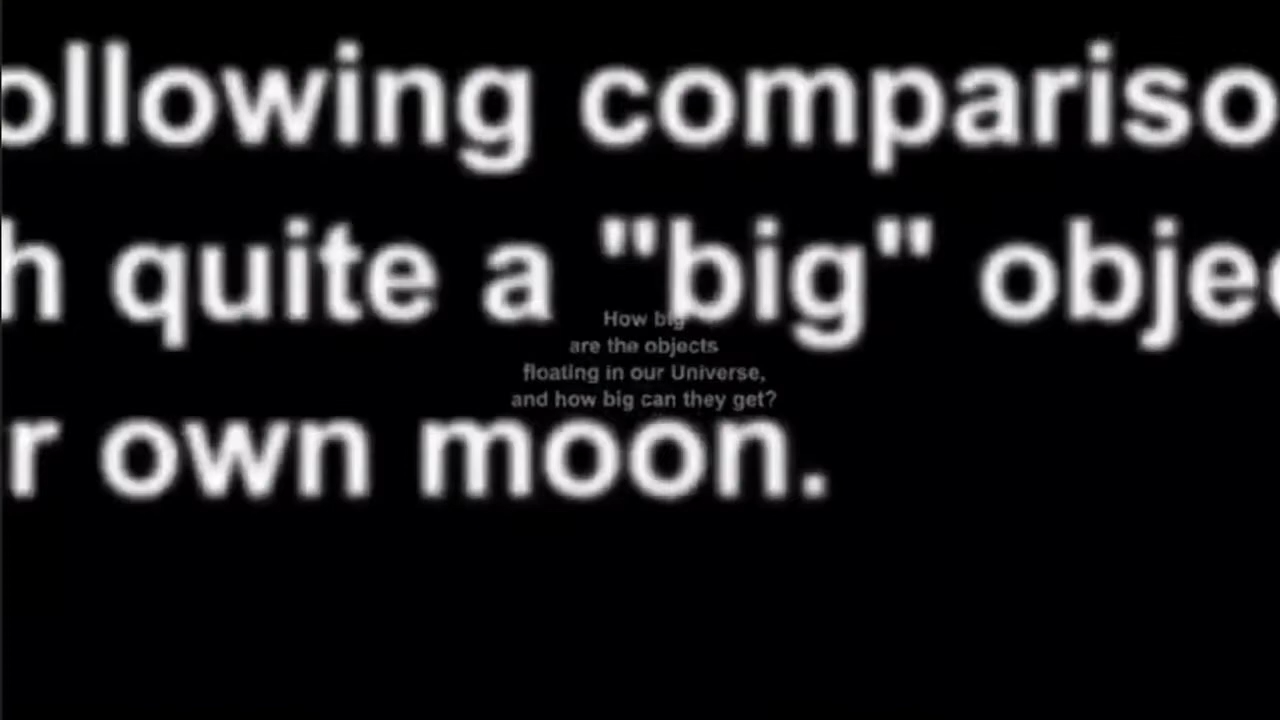 ollowing compariso
h quite a "big" objec
r own moon.
How big
are the objects
floating in our Universe,
and how big can they get?